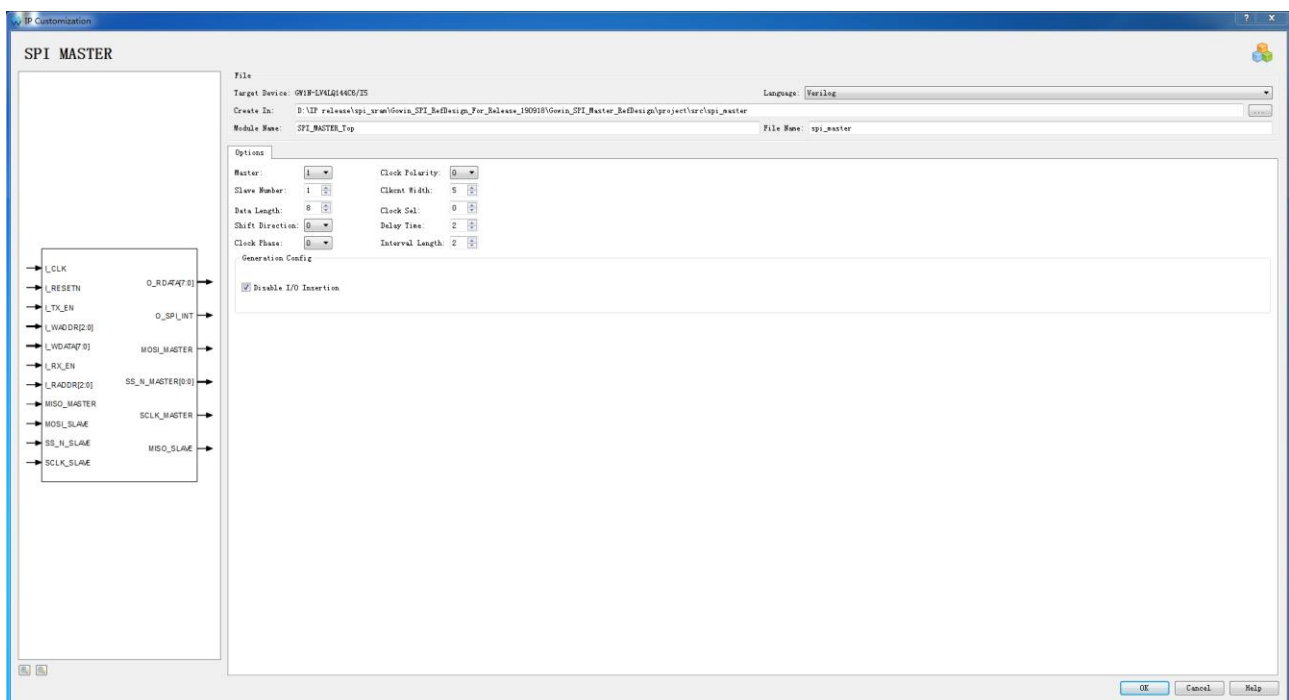 IP Customization
SPI MASTER
File
Target Device: GW1N-LV4LQ144C6/I5 Language: Verilog
Create In: D:\IP release\spi_xram\Gowin_SPI_RefDesign_For_Release_190918\Gowin_SPI_Master_RefDesign\project\src\spi_master ...
Module Name: SPI_MASTER_Top File Name: spi_master
Options
Master: 1 Clock Polarity: 0
Slave Number: 1 Clkcnt Width: 5
Data Length: 8 Clock Sel: 0
Shift Direction: 0 Delay Time: 2
Clock Phase: 0 Interval Length: 2
Generation Config
Disable I/O Insertion
I_CLK
I_RESETN
I_TX_EN
I_WADDR[2:0]
I_WDATA[7:0]
I_RX_EN
I_RADDR[2:0]
MISO_MASTER
MOSI_SLAVE
SS_N_SLAVE
SCLK_SLAVE
O_RDATA[7:0]
O_SPI_INT
MOSI_MASTER
SS_N_MASTER[0:0]
SCLK_MASTER
MISO_SLAVE
OK Cancel Help